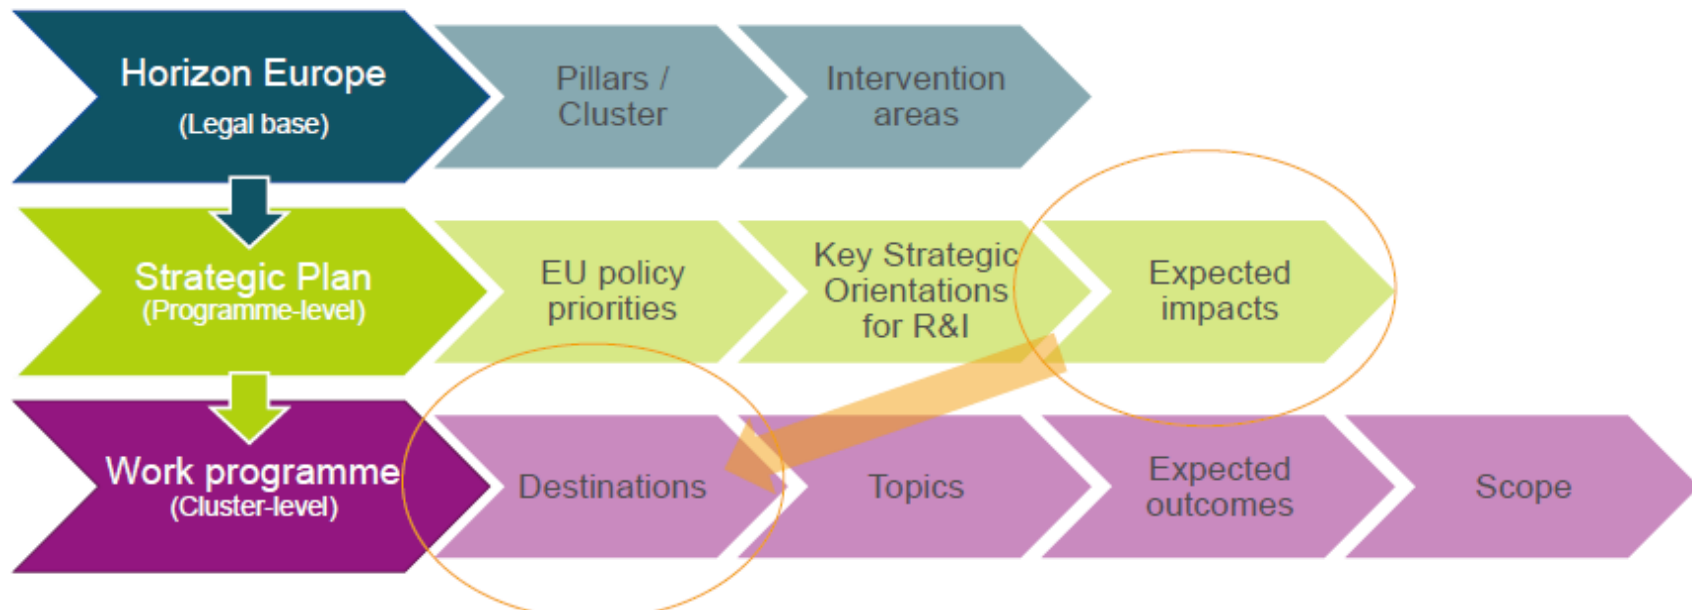 Horizon Europe
(Legal base)
Pillars /
Cluster
Intervention
areas
Strategic Plan
(Programme-level)
EU policy
priorities
Key Strategic
Orientations
for R&I
Expected
impacts
Work programme
(Cluster-level)
Destinations
Topics
Expected
outcomes
Scope